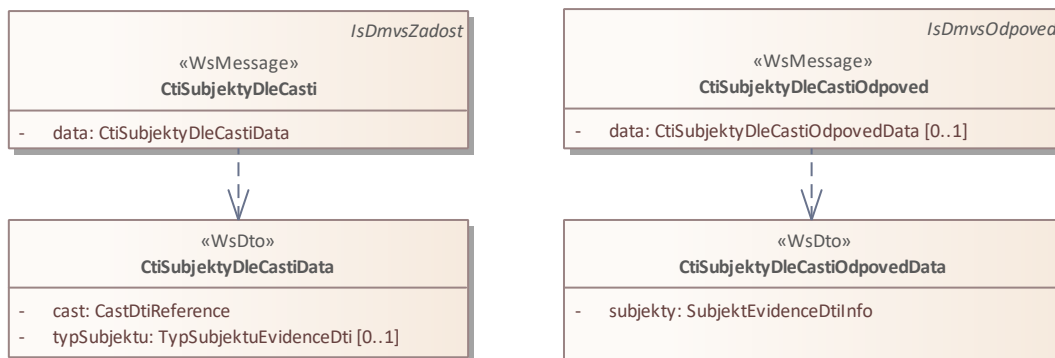 IsDmvsZadost
«WsMessage»
CtiSubjektyDleCasti
- data: CtiSubjektyDleCastiData
IsDmvsOdpoved
«WsMessage»
CtiSubjektyDleCastiOdpoved
- data: CtiSubjektyDleCastiOdpovedData [0..1]
«WsDto»
CtiSubjektyDleCastiData
- cast: CastDtiReference
- typSubjektu: TypSubjektuEvidenceDti [0..1]
«WsDto»
CtiSubjektyDleCastiOdpovedData
- subjekty: SubjektEvidenceDtiInfo